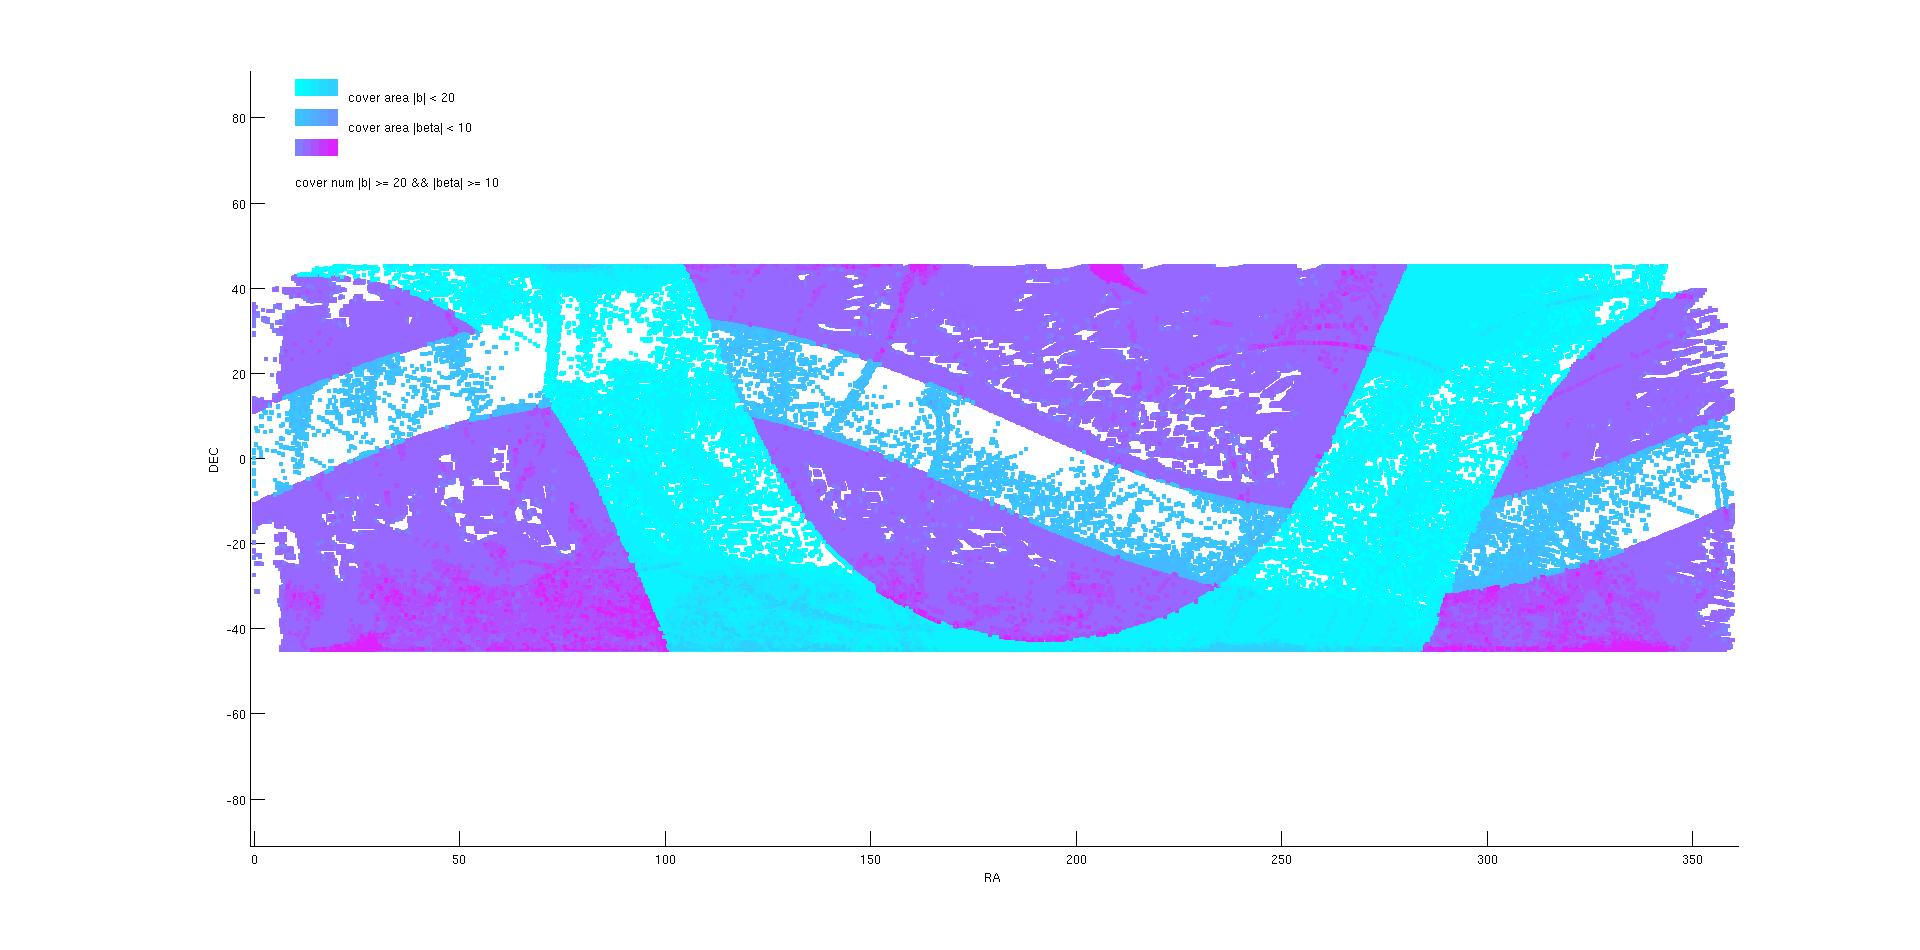 cover area |b| < 20
cover area |beta| < 10
cover num |b| >= 20 && |beta| >= 10
80
60
40
20
0
-20
-40
-60
-80
DEC
0 50 100 150 200 250 300 350
RA